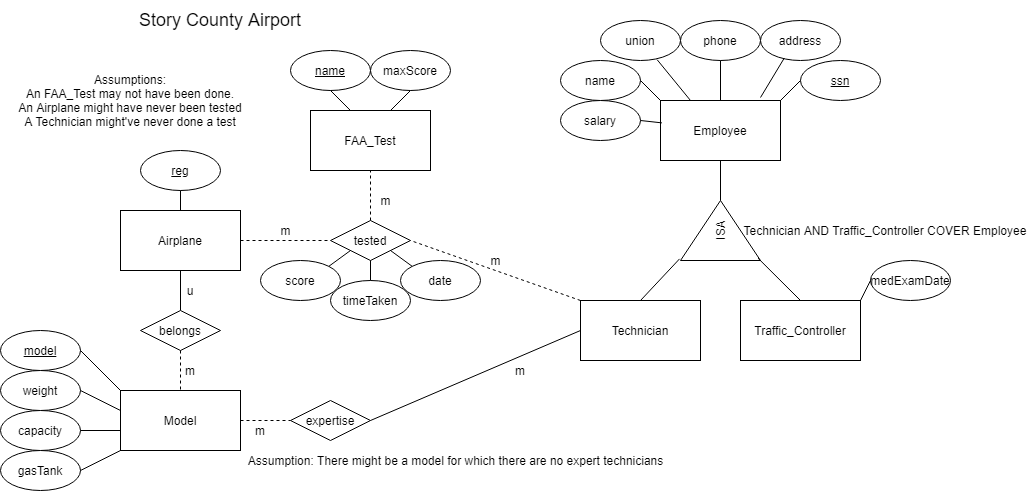 Story County Airport
Assumptions:
An FAA_Test may not have been done.
An Airplane might have never been tested
A Technician might've never done a test
name
maxScore
FAA_Test
union
phone
address
name
ssn
salary
Employee
reg
m
Airplane
m
tested
m
ISA
Technician AND Traffic_Controller COVER Employee
score
timeTaken
date
medExamDate
u
belongs
Technician
Traffic_Controller
model
m
m
weight
capacity
gasTank
Model
m
expertise
Assumption: There might be a model for which there are no expert technicians